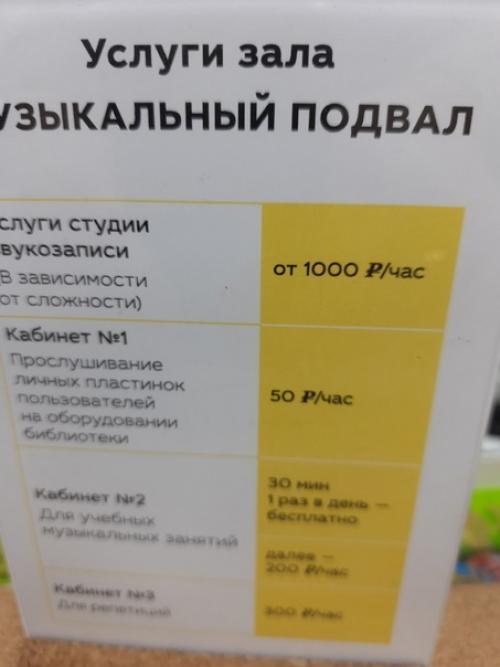 Услуги зала
УЗЫКАЛЬНЫЙ ПОДВАЛ
слуги студии
вукозаписи
(В зависимости
от сложности)
от 1000 ₽/час
Кабинет №1
Прослушивание
личных пластинок
пользователей
на оборудовании
библиотеки
50 ₽/час
Кабинет №2
Для учебных
музыкальных занятий
30 мин
1 раз в день —
бесплатно
далее —
200 ₽/час
Кабинет №3
Для репетиций
300 ₽/час